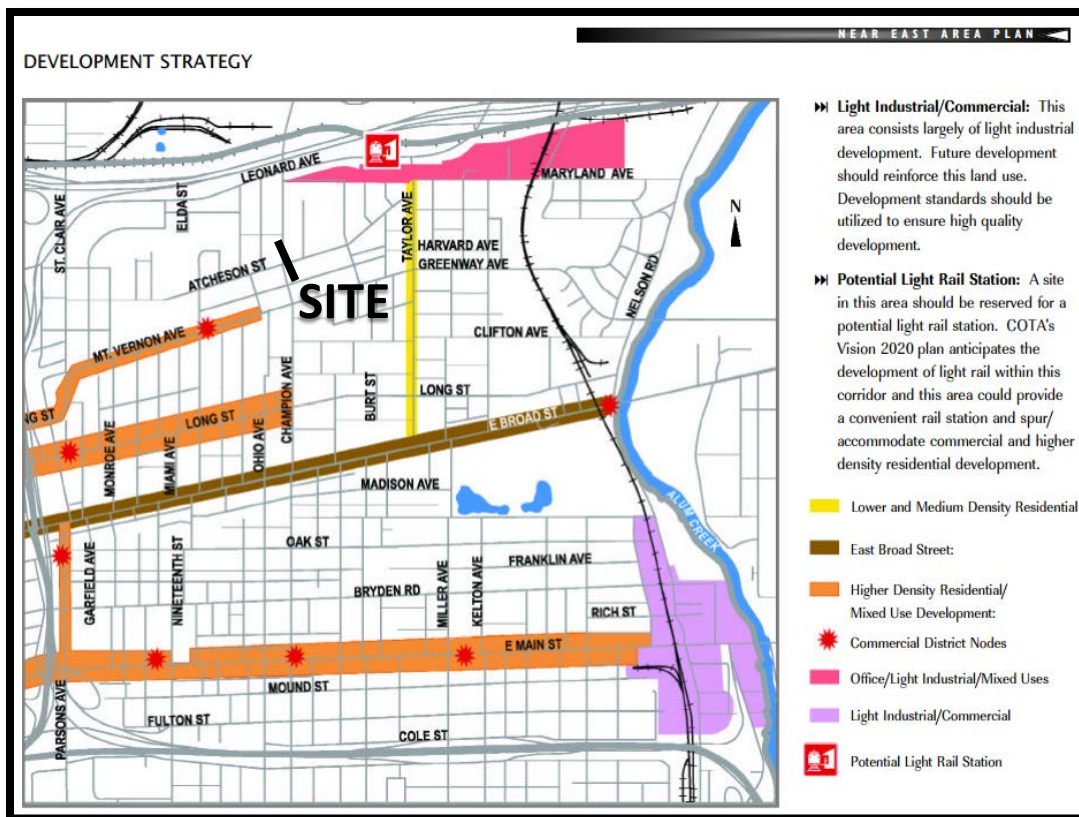 NEAR EAST AREA PLAN
DEVELOPMENT STRATEGY
LEONARD AVE
MARYLAND AVE
ST. CLAIR AVE
ELDA ST
TAYLOR AVE
N
HARVARD AVE
GREENWAY AVE
NELSON RD
ATCHESON ST
SITE
CLIFTON AVE
MT. VERNON AVE
LONG ST
BURT ST
CHAMPION AVE
NG ST
LONG ST
E BROAD ST
OHIO AVE
MONROE AVE
MIAMI AVE
MADISON AVE
ALUM CREEK
OAK ST
FRANKLIN AVE
GARFIELD AVE
NINETEENTH ST
MILLER AVE
KELTON AVE
BRYDEN RD
RICH ST
E MAIN ST
MOUND ST
PARSONS AVE
FULTON ST
COLE ST
Light Industrial/Commercial: This
area consists largely of light industrial
development. Future development
should reinforce this land use.
Development standards should be
utilized to ensure high quality
development.
Potential Light Rail Station: A site
in this area should be reserved for a
potential light rail station. COTA's
Vision 2020 plan anticipates the
development of light rail within this
corridor and this area could provide
a convenient rail station and spur/
accommodate commercial and higher
density residential development.
Lower and Medium Density Residential
East Broad Street:
Higher Density Residential/
Mixed Use Development:
Commercial District Nodes
Office/Light Industrial/Mixed Uses
Light Industrial/Commercial
Potential Light Rail Station